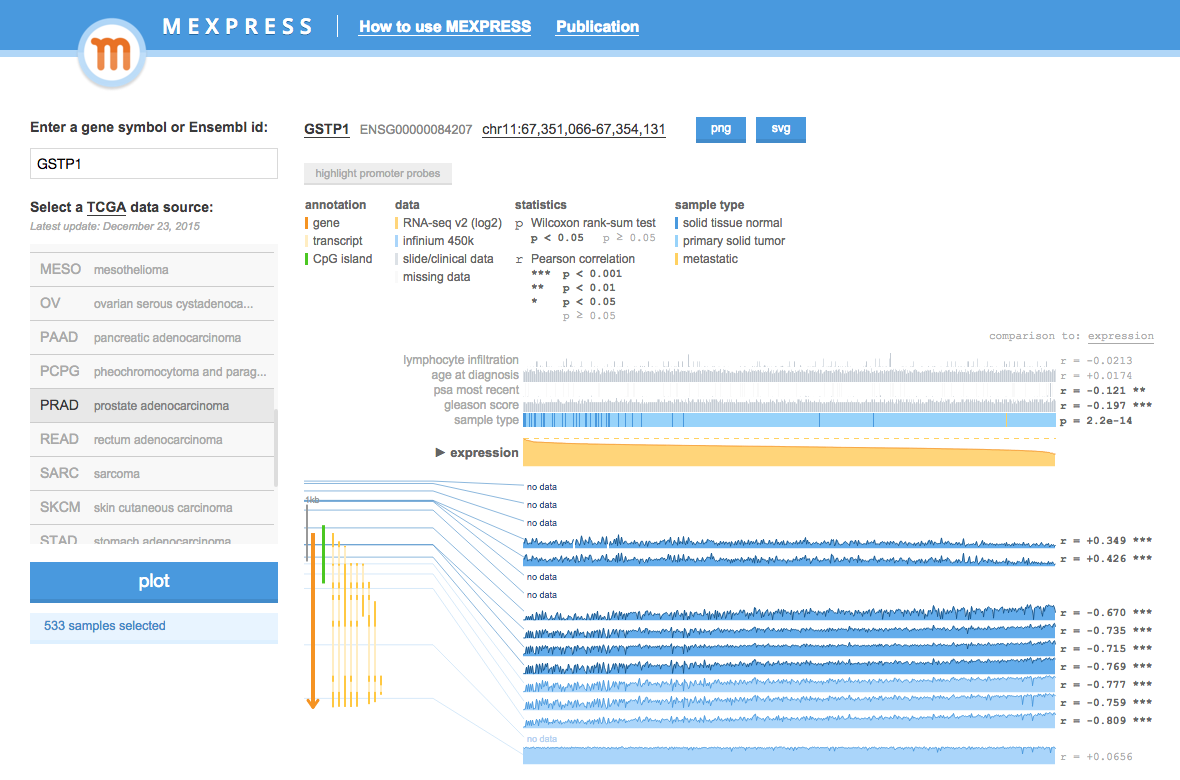 m
MEXPRESS
How to use MEXPRESS Publication
Enter a gene symbol or Ensembl id:
GSTP1
Select a TCGA data source:
Latest update: December 23, 2015
MESO mesothelioma
OV ovarian serous cystadenoca...
PAAD pancreatic adenocarcinoma
PCPG pheochromocytoma and parag...
PRAD prostate adenocarcinoma
READ rectum adenocarcinoma
SARC sarcoma
SKCM skin cutaneous carcinoma
STAD stomach adenocarcinoma
plot
533 samples selected
GSTP1 ENSG00000084207 chr11:67,351,066-67,354,131 png svg
highlight promoter probes
annotation
gene
transcript
CpG island
data
RNA-seq v2 (log2)
infinium 450k
slide/clinical data
missing data
statistics
p Wilcoxon rank-sum test
p < 0.05 p ≥ 0.05
r Pearson correlation
*** p < 0.001
** p < 0.01
* p < 0.05
p ≥ 0.05
sample type
solid tissue normal
primary solid tumor
metastatic
comparison to: expression
lymphocyte infiltration r = -0.0213
age at diagnosis r = +0.0174
psa most recent r = -0.121 **
gleason score r = -0.197 ***
sample type p = 2.2e-14
▶ expression
1kb
no data
no data
no data
r = +0.349 ***
r = +0.426 ***
no data
no data
r = -0.670 ***
r = -0.735 ***
r = -0.715 ***
r = -0.769 ***
r = -0.777 ***
r = -0.759 ***
r = -0.809 ***
no data
r = +0.0656